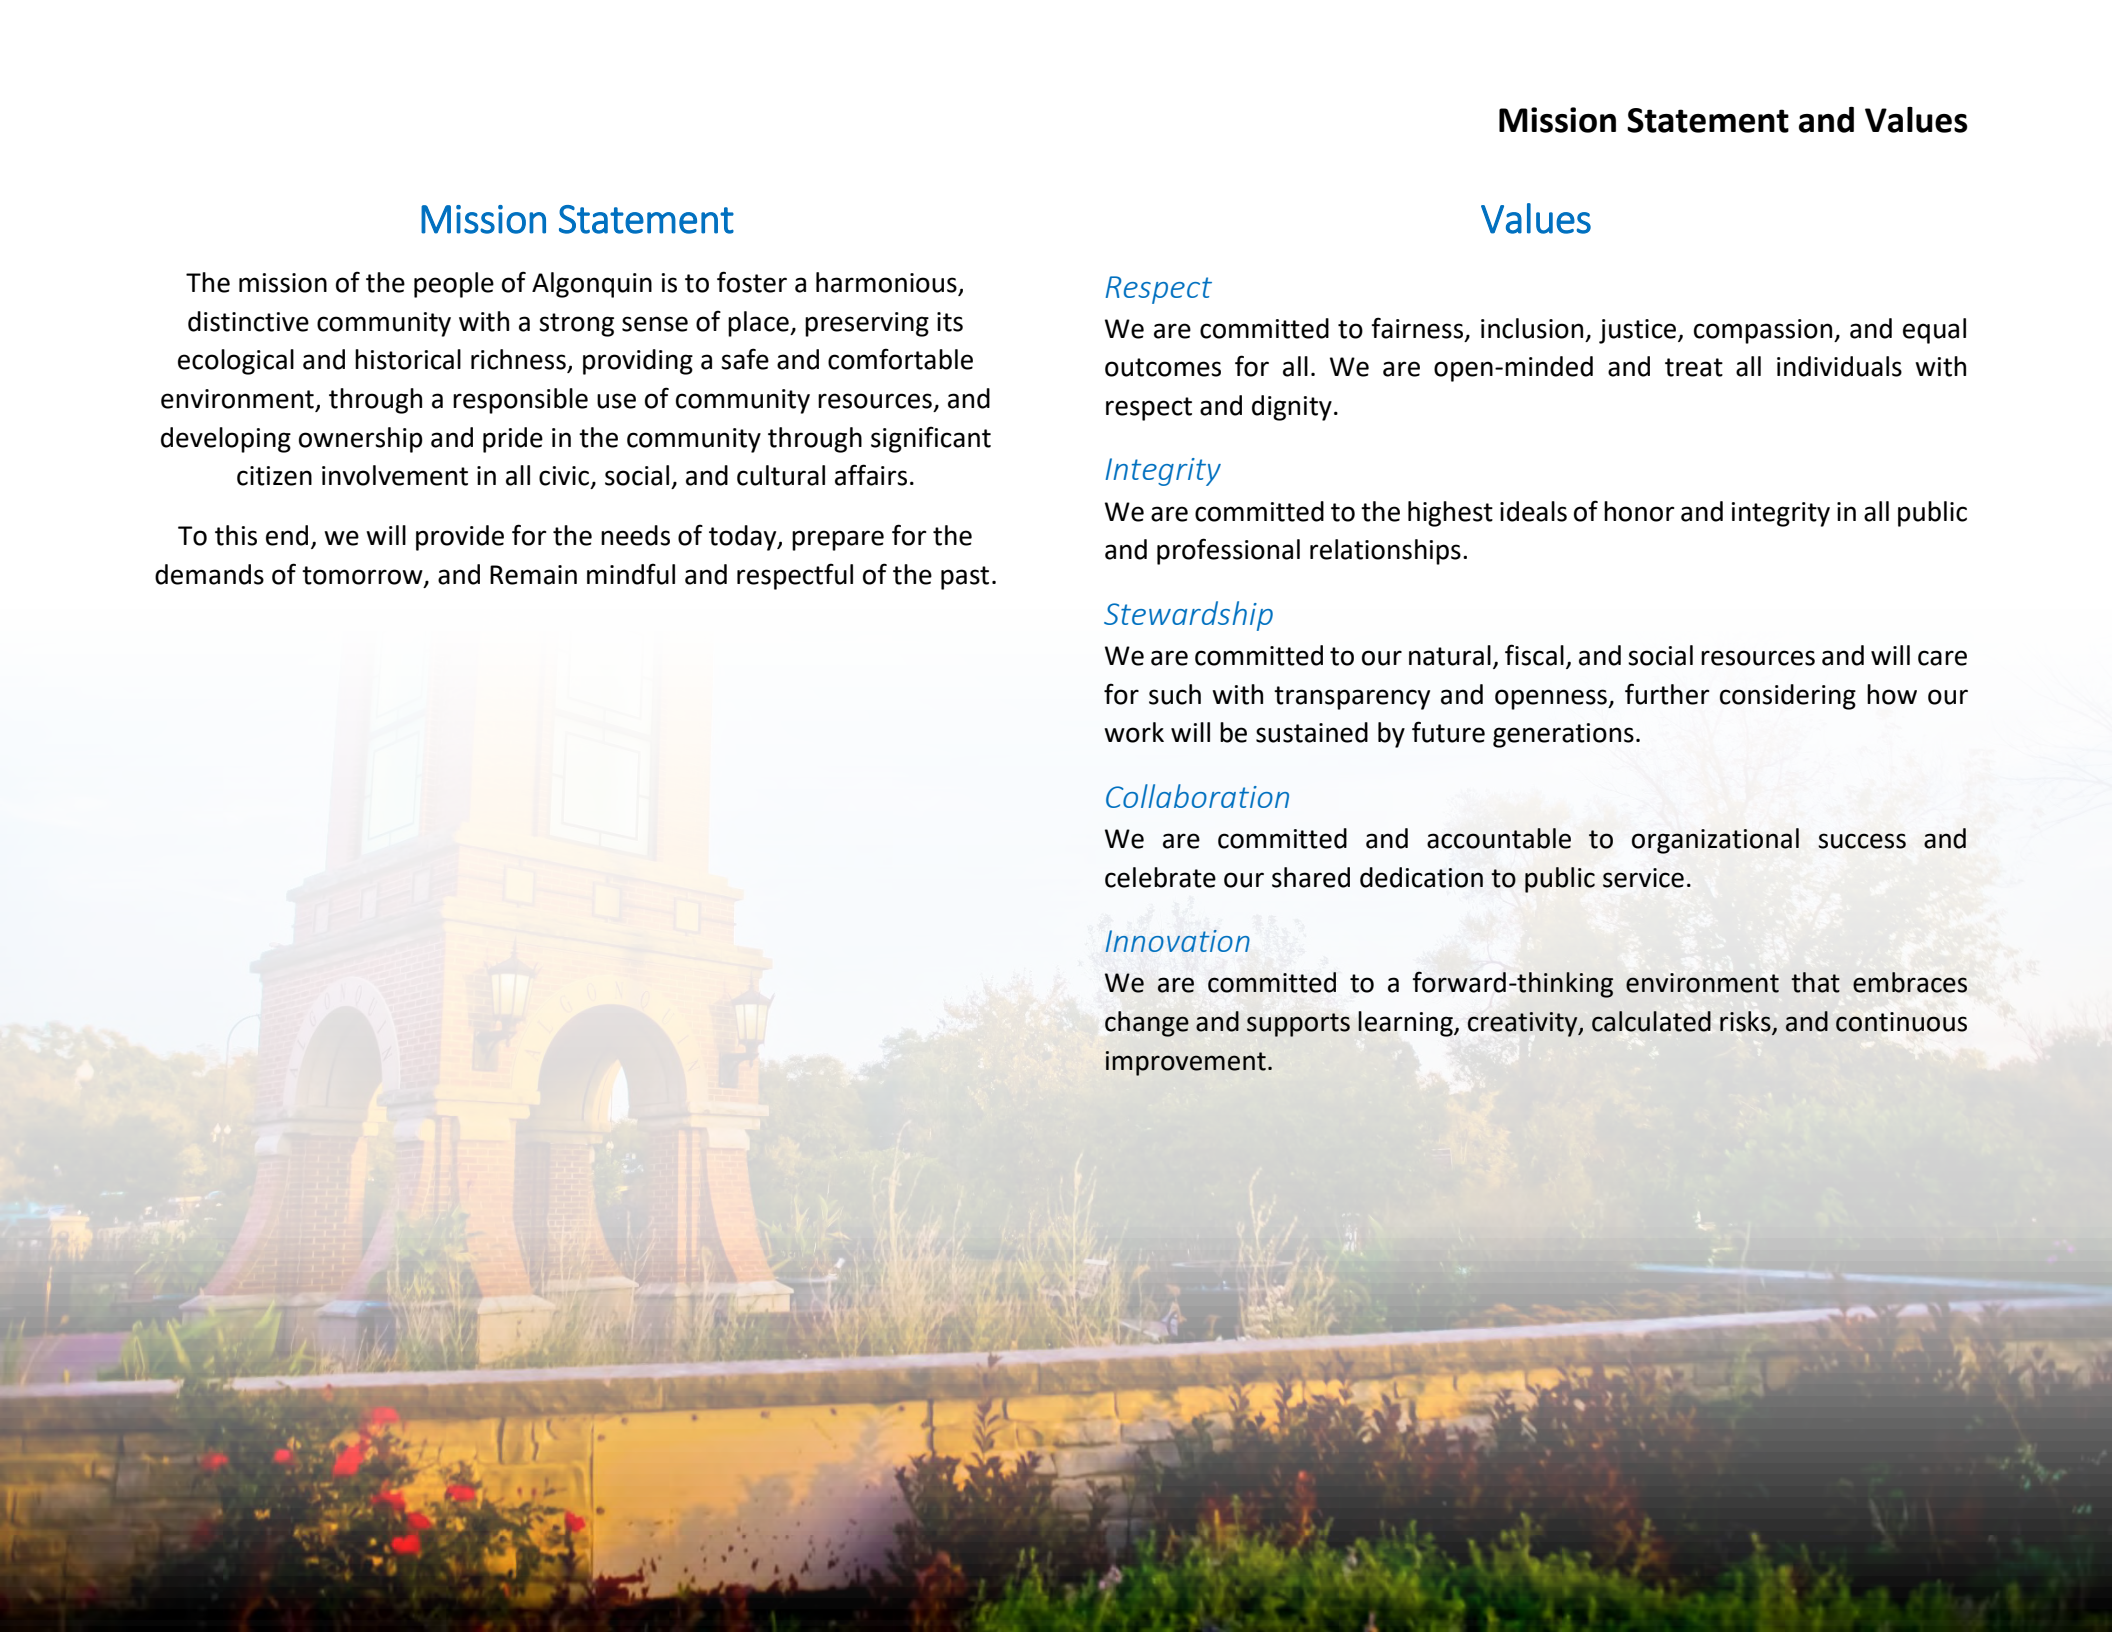 Mission Statement and Values
Mission Statement
The mission of the people of Algonquin is to foster a harmonious,
distinctive community with a strong sense of place, preserving its
ecological and historical richness, providing a safe and comfortable
environment, through a responsible use of community resources, and
developing ownership and pride in the community through significant
citizen involvement in all civic, social, and cultural affairs.
To this end, we will provide for the needs of today, prepare for the
demands of tomorrow, and Remain mindful and respectful of the past.
Values
Respect
We are committed to fairness, inclusion, justice, compassion, and equal
outcomes for all. We are open-minded and treat all individuals with
respect and dignity.
Integrity
We are committed to the highest ideals of honor and integrity in all public
and professional relationships.
Stewardship
We are committed to our natural, fiscal, and social resources and will care
for such with transparency and openness, further considering how our
work will be sustained by future generations.
Collaboration
We are committed and accountable to organizational success and
celebrate our shared dedication to public service.
Innovation
We are committed to a forward-thinking environment that embraces
change and supports learning, creativity, calculated risks, and continuous
improvement.